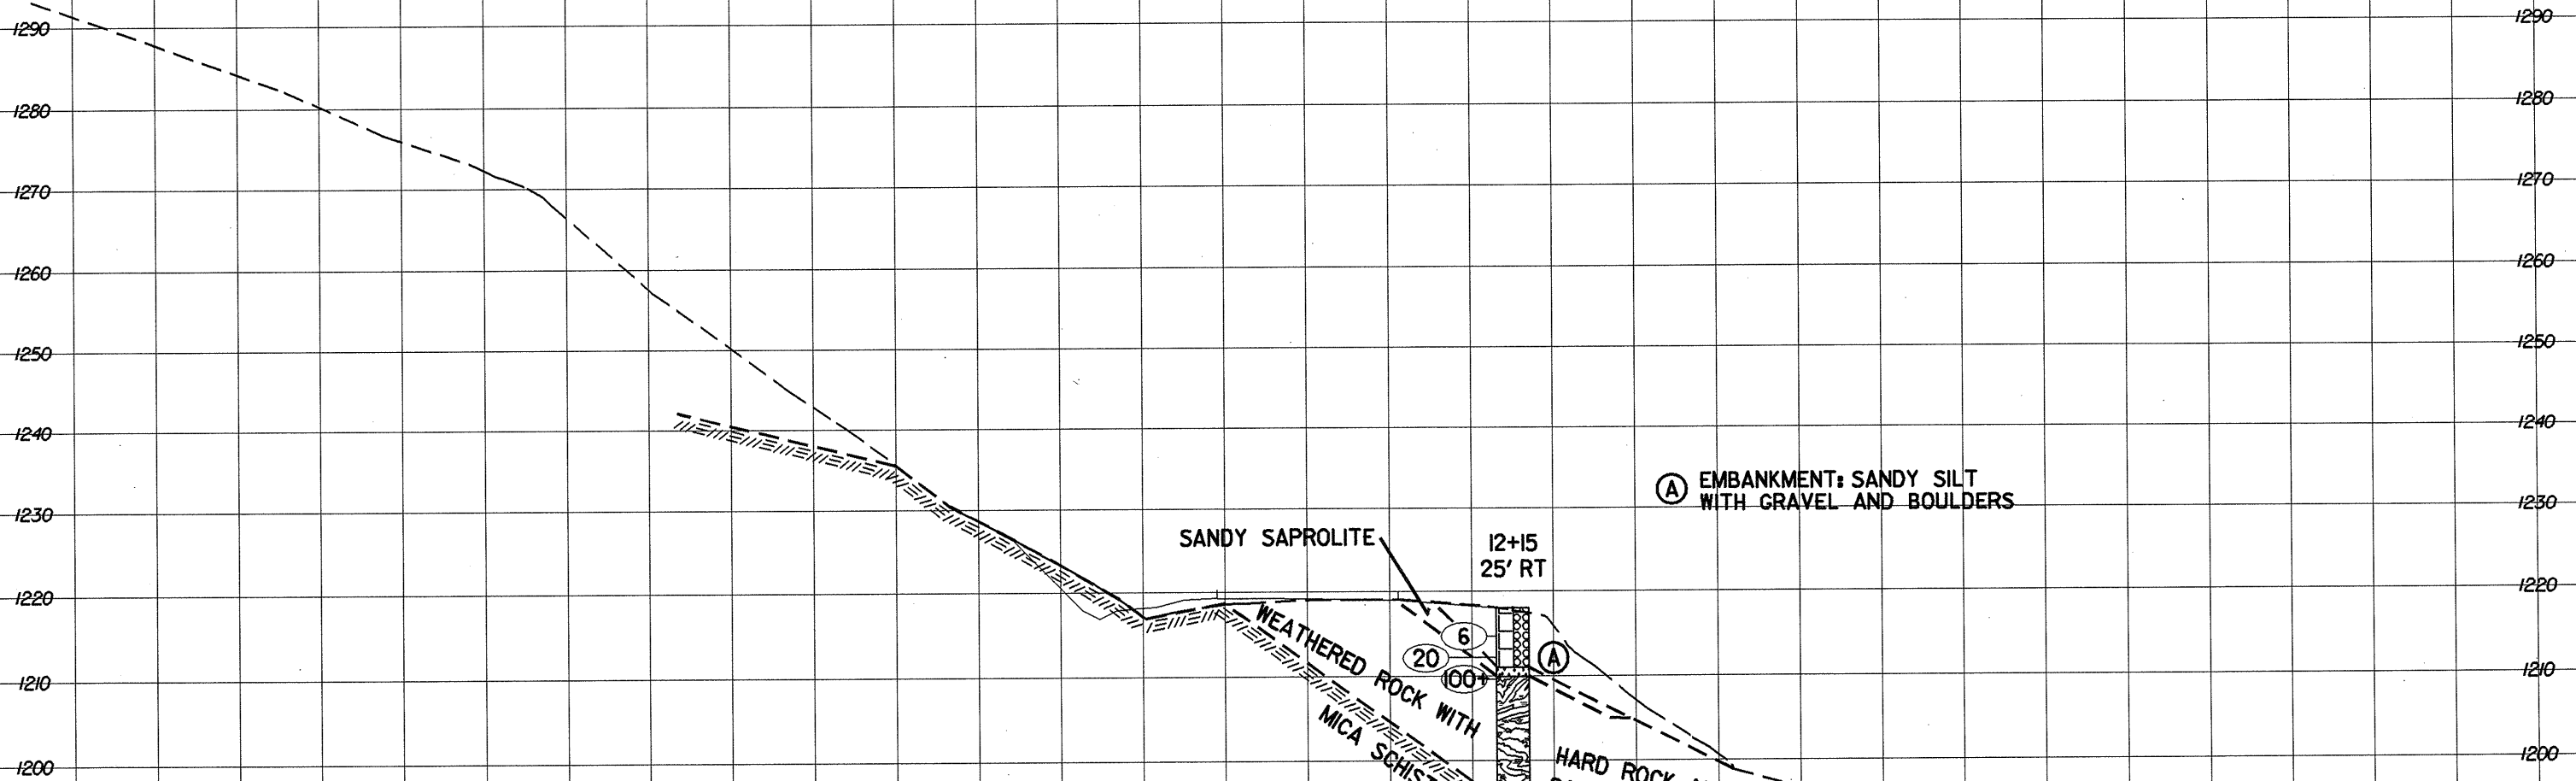 1290 1290
1280 1280
1270 1270
1260 1260
1250 1250
1240 1240
A EMBANKMENT: SANDY SILT
WITH GRAVEL AND BOULDERS
1230 1230
SANDY SAPROLITE
12+15
25' RT
1220 1220
6
20
100+
A
WEATHERED ROCK WITH
1210 1210
MICA SCHIST
HARD ROCK
1200 1200